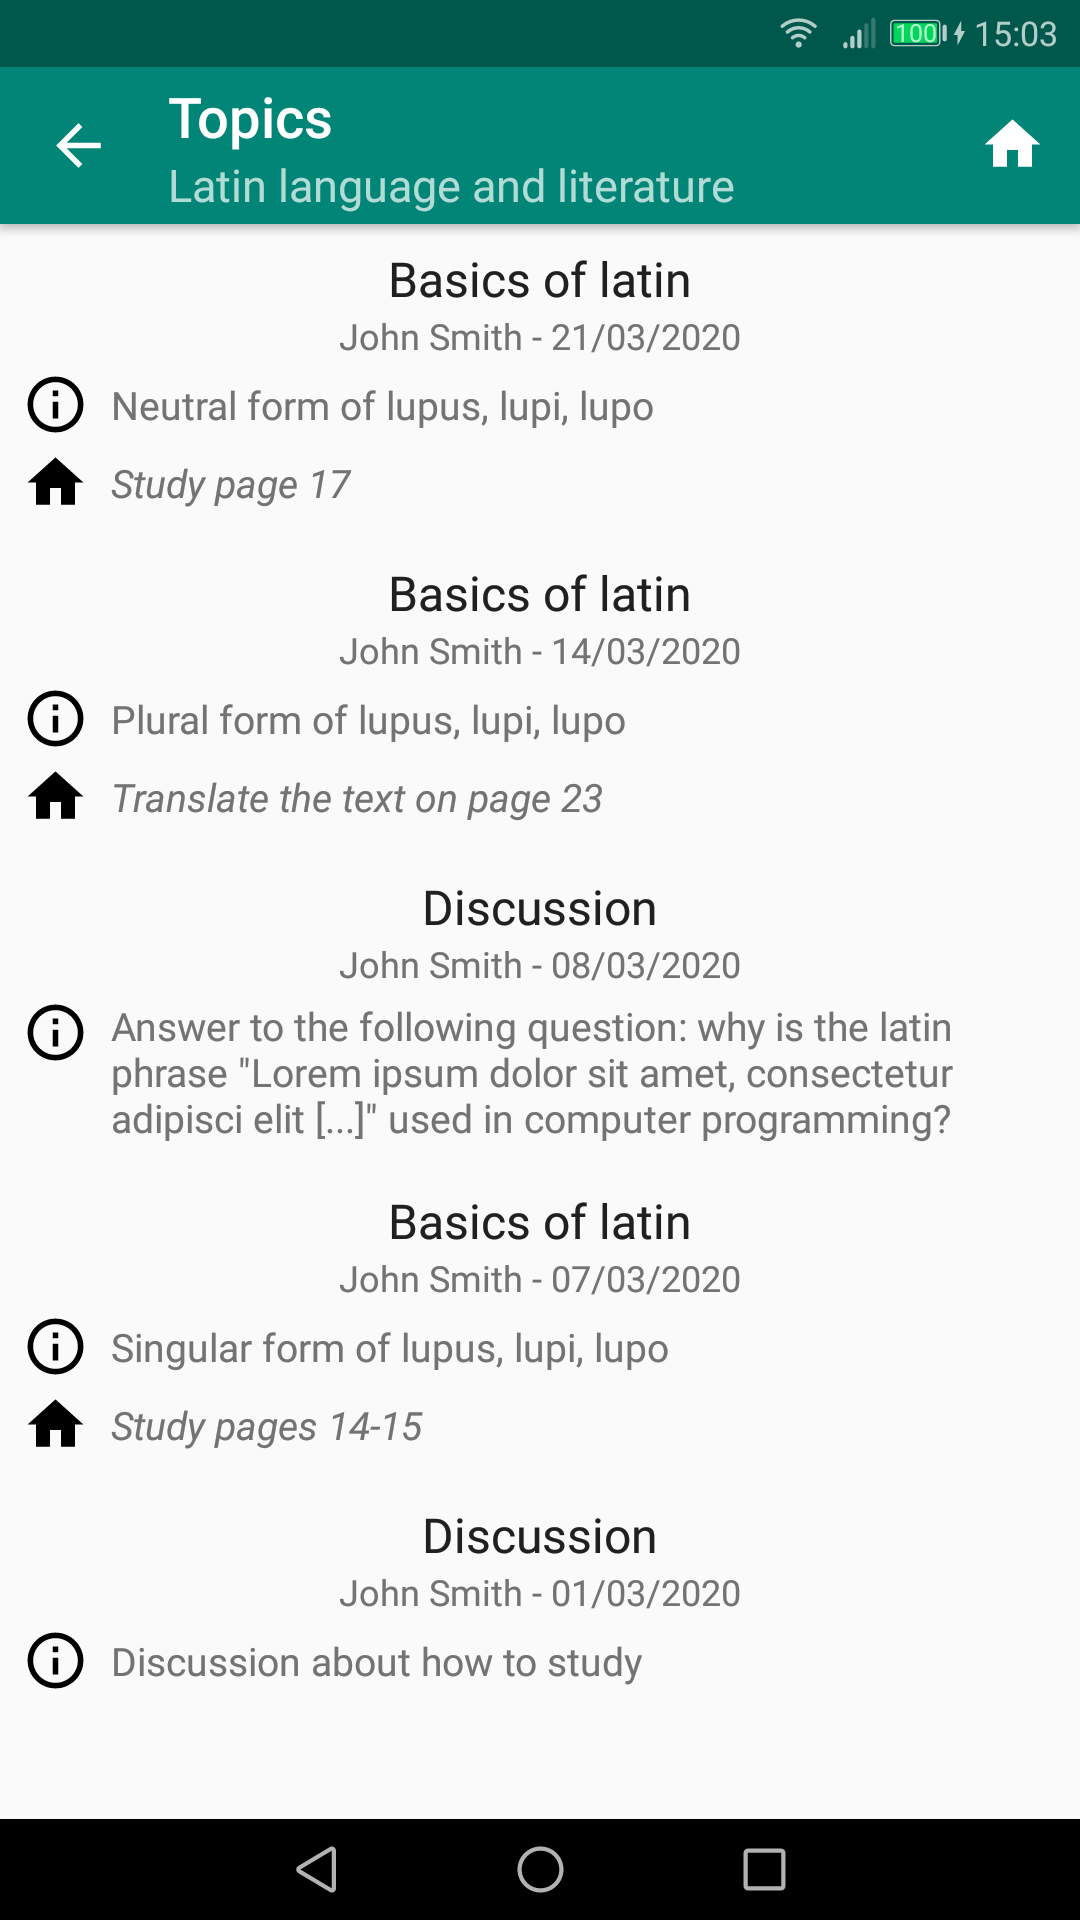 100 15:03
Topics
Latin language and literature
Basics of latin
John Smith - 21/03/2020
Neutral form of lupus, lupi, lupo
Study page 17
Basics of latin
John Smith - 14/03/2020
Plural form of lupus, lupi, lupo
Translate the text on page 23
Discussion
John Smith - 08/03/2020
Answer to the following question: why is the latin
phrase "Lorem ipsum dolor sit amet, consectetur
adipisci elit [...]" used in computer programming?
Basics of latin
John Smith - 07/03/2020
Singular form of lupus, lupi, lupo
Study pages 14-15
Discussion
John Smith - 01/03/2020
Discussion about how to study